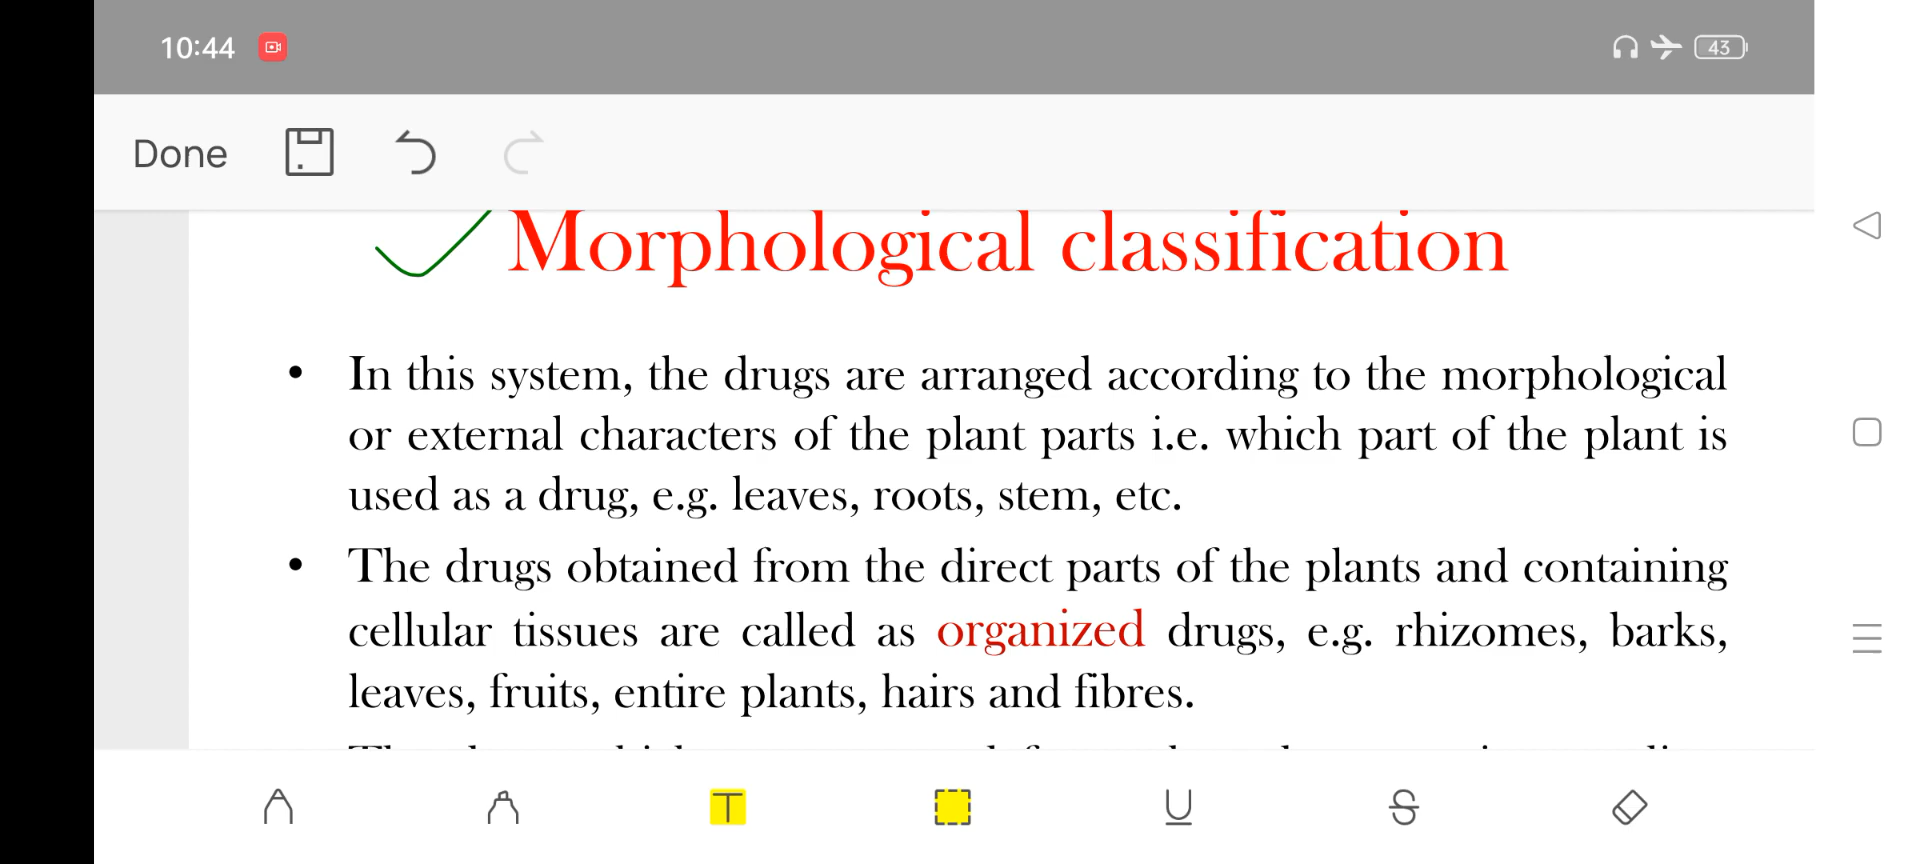 10:44
43
Done
Morphological classification
• In this system, the drugs are arranged according to the morphological
or external characters of the plant parts i.e. which part of the plant is
used as a drug, e.g. leaves, roots, stem, etc.
• The drugs obtained from the direct parts of the plants and containing
cellular tissues are called as organized drugs, e.g. rhizomes, barks,
leaves, fruits, entire plants, hairs and fibres.
T
U
S